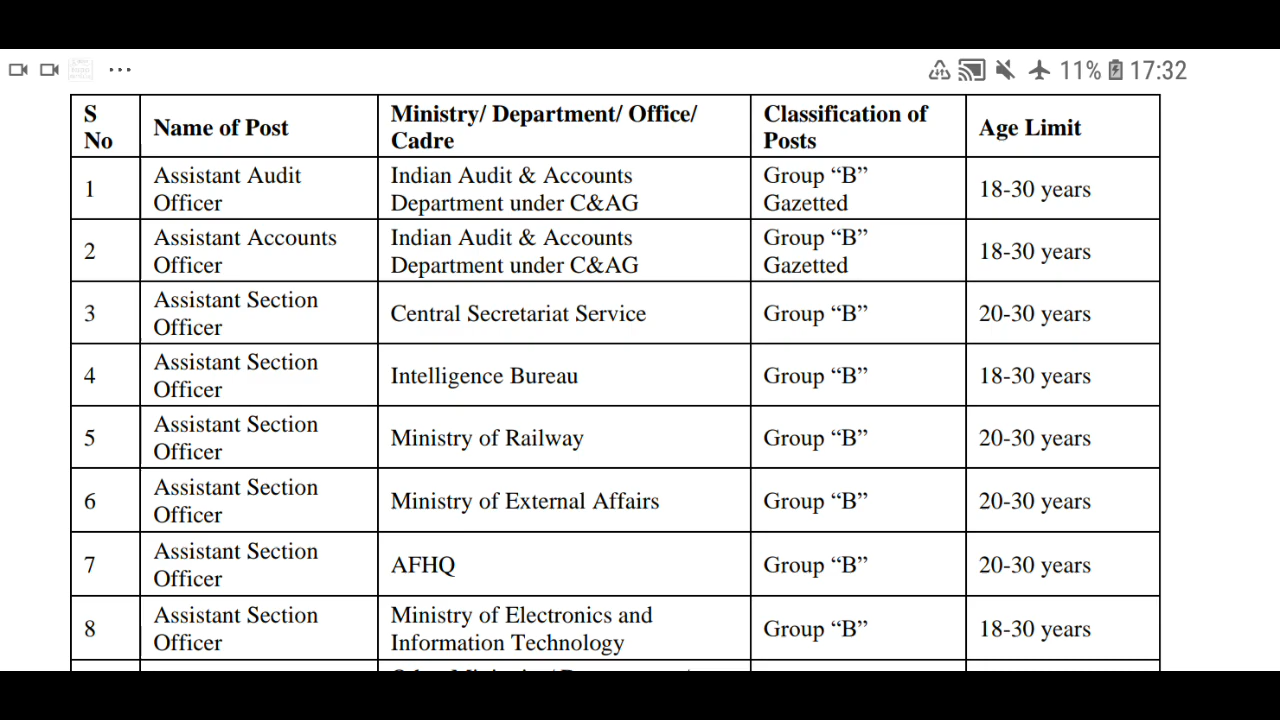 11% 17:32
S No | Name of Post | Ministry/ Department/ Office/ Cadre | Classification of Posts | Age Limit
1 | Assistant Audit Officer | Indian Audit & Accounts Department under C&AG | Group “B” Gazetted | 18-30 years
2 | Assistant Accounts Officer | Indian Audit & Accounts Department under C&AG | Group “B” Gazetted | 18-30 years
3 | Assistant Section Officer | Central Secretariat Service | Group “B” | 20-30 years
4 | Assistant Section Officer | Intelligence Bureau | Group “B” | 18-30 years
5 | Assistant Section Officer | Ministry of Railway | Group “B” | 20-30 years
6 | Assistant Section Officer | Ministry of External Affairs | Group “B” | 20-30 years
7 | Assistant Section Officer | AFHQ | Group “B” | 20-30 years
8 | Assistant Section Officer | Ministry of Electronics and Information Technology | Group “B” | 18-30 years